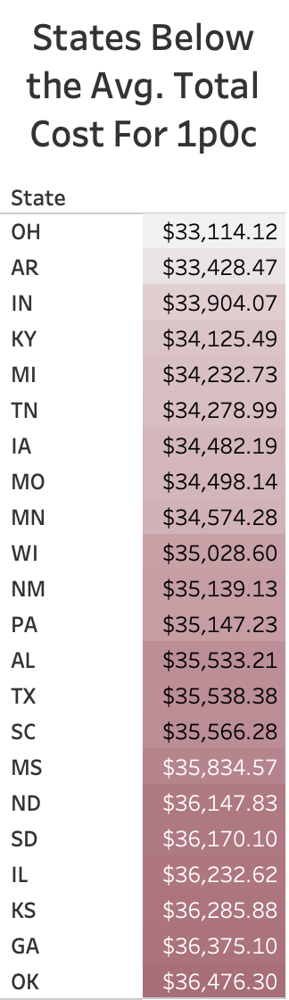 States Below
the Avg. Total
Cost For 1p0c
State
OH $33,114.12
AR $33,428.47
IN $33,904.07
KY $34,125.49
MI $34,232.73
TN $34,278.99
IA $34,482.19
MO $34,498.14
MN $34,574.28
WI $35,028.60
NM $35,139.13
PA $35,147.23
AL $35,533.21
TX $35,538.38
SC $35,566.28
MS $35,834.57
ND $36,147.83
SD $36,170.10
IL $36,232.62
KS $36,285.88
GA $36,375.10
OK $36,476.30